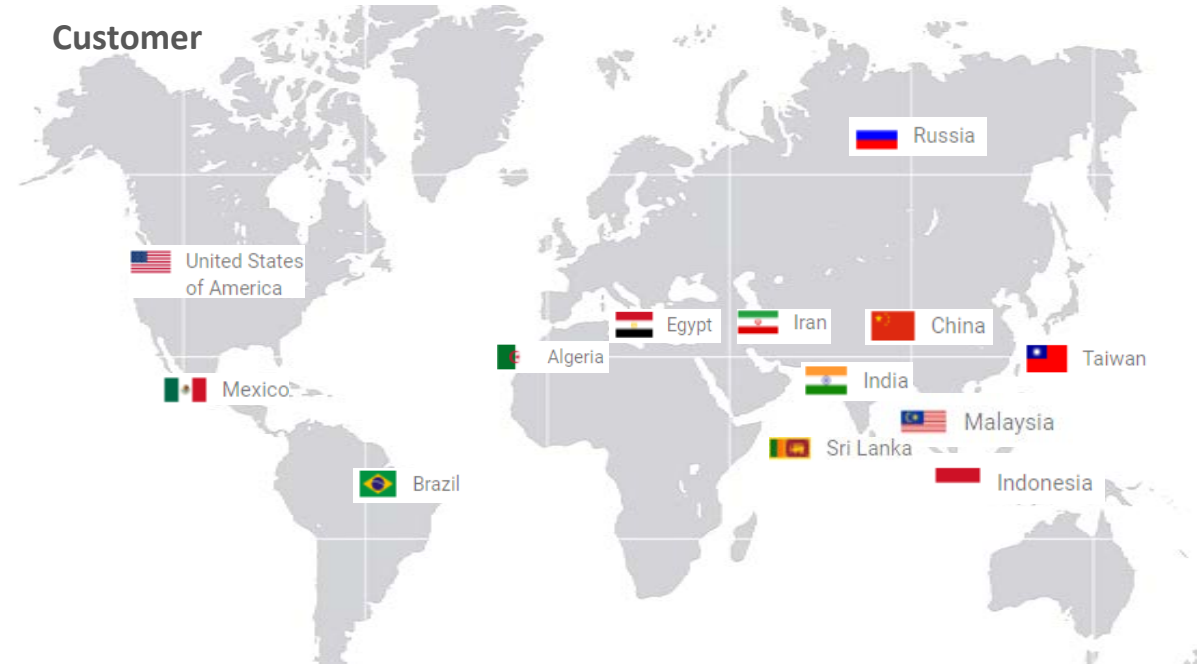 Customer
Russia
United States
of America
Egypt
Iran
China
Algeria
Taiwan
India
Mexico
Malaysia
Sri Lanka
Brazil
Indonesia